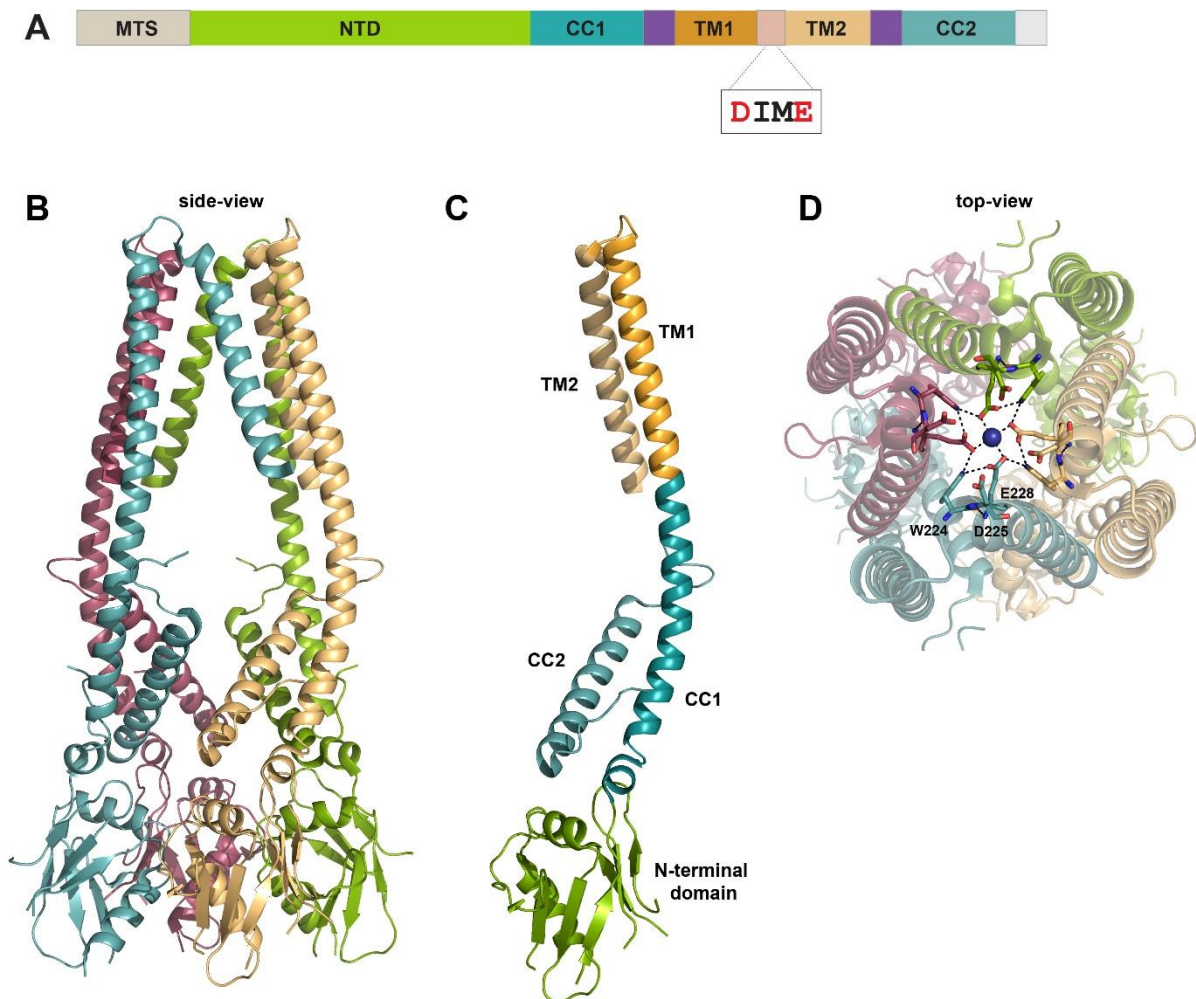 A
MTS NTD CC1 TM1 TM2 CC2
DIME
B side-view
C
D top-view
TM1
TM2
E228
W224 D225
CC2
CC1
N-terminal
domain